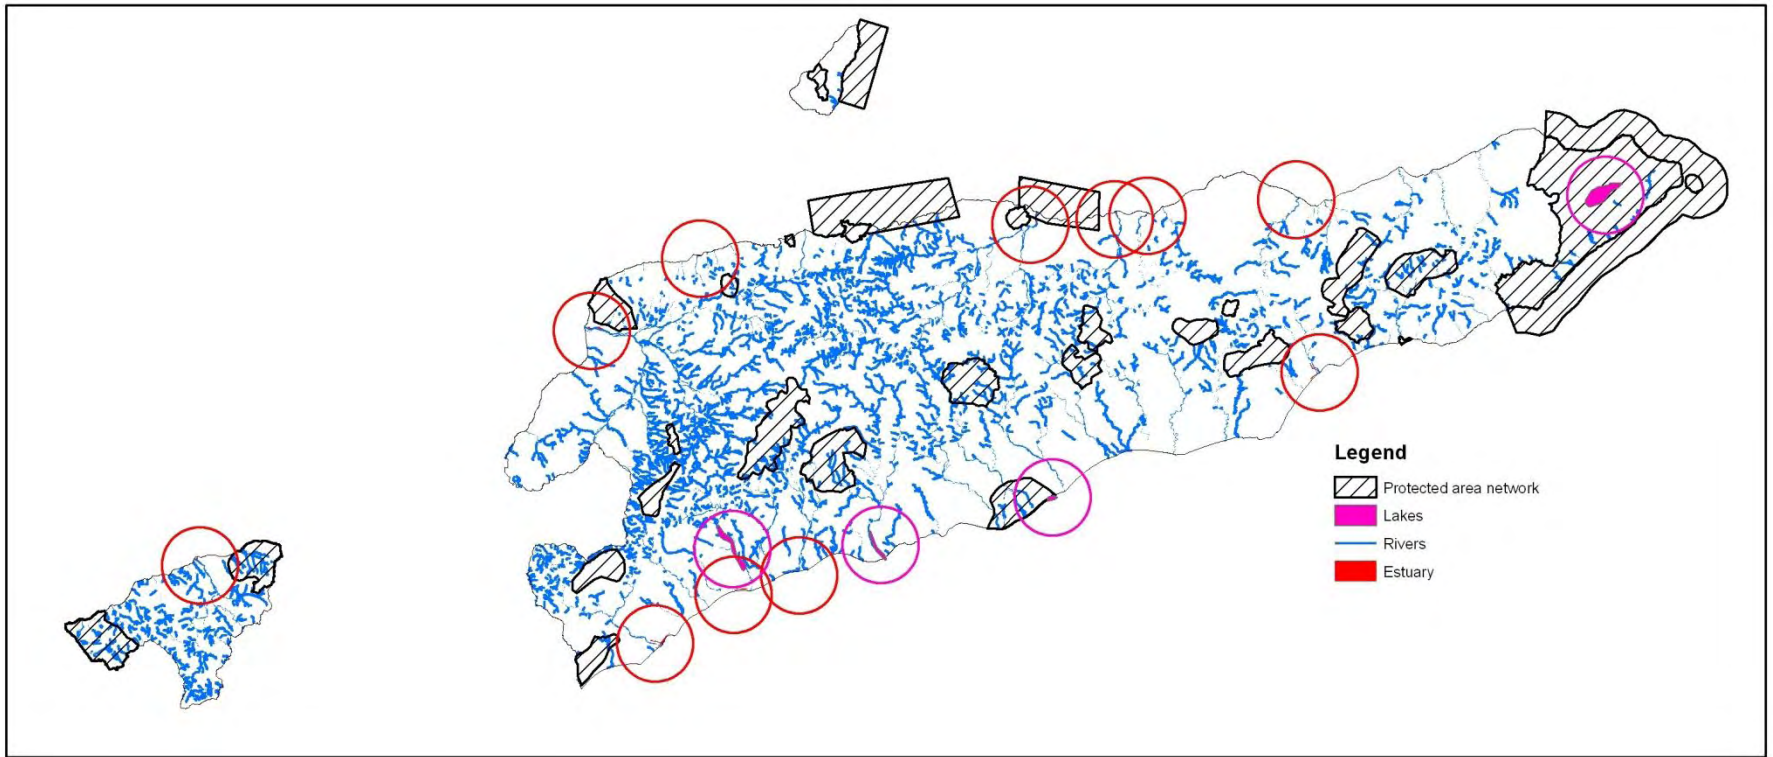 Legend
Protected area network
Lakes
Rivers
Estuary